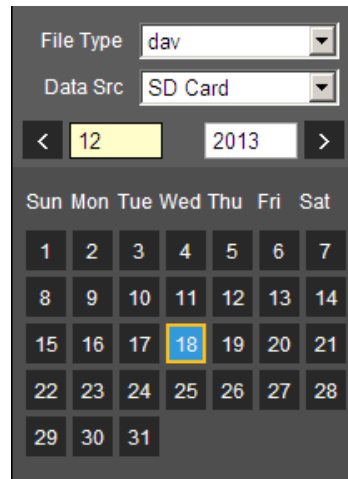 File Type dav
Data Src SD Card
< 12 2013 >
Sun Mon Tue Wed Thu Fri Sat
1 2 3 4 5 6 7
8 9 10 11 12 13 14
15 16 17 18 19 20 21
22 23 24 25 26 27 28
29 30 31